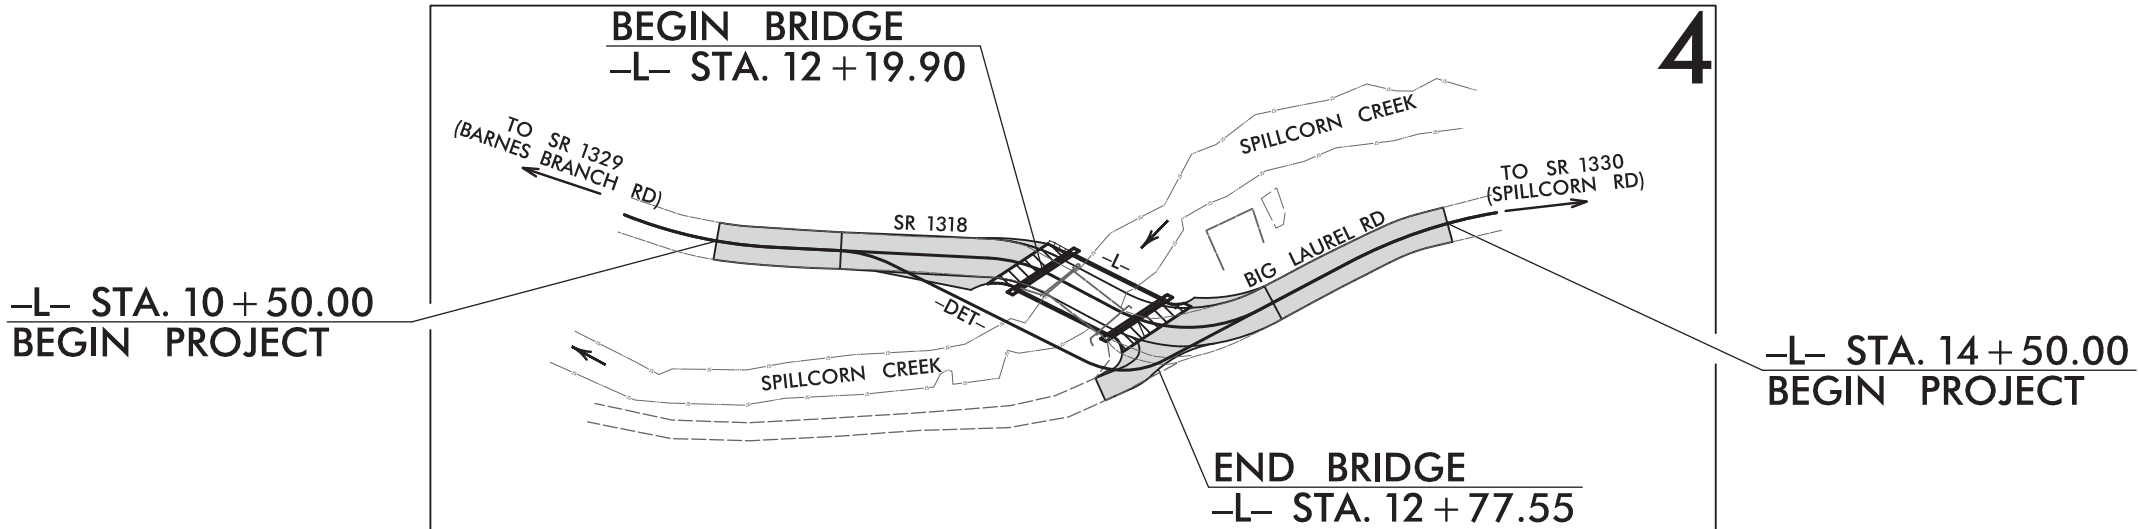 BEGIN BRIDGE
-L- STA. 12+19.90
4
TO SR 1329
(BARNES BRANCH RD)
SR 1318
SPILLCORN CREEK
TO SR 1330
(SPILLCORN RD)
-L-
BIG LAUREL RD
-L- STA. 10+50.00
BEGIN PROJECT
-DET-
SPILLCORN CREEK
-L- STA. 14+50.00
BEGIN PROJECT
END BRIDGE
-L- STA. 12+77.55